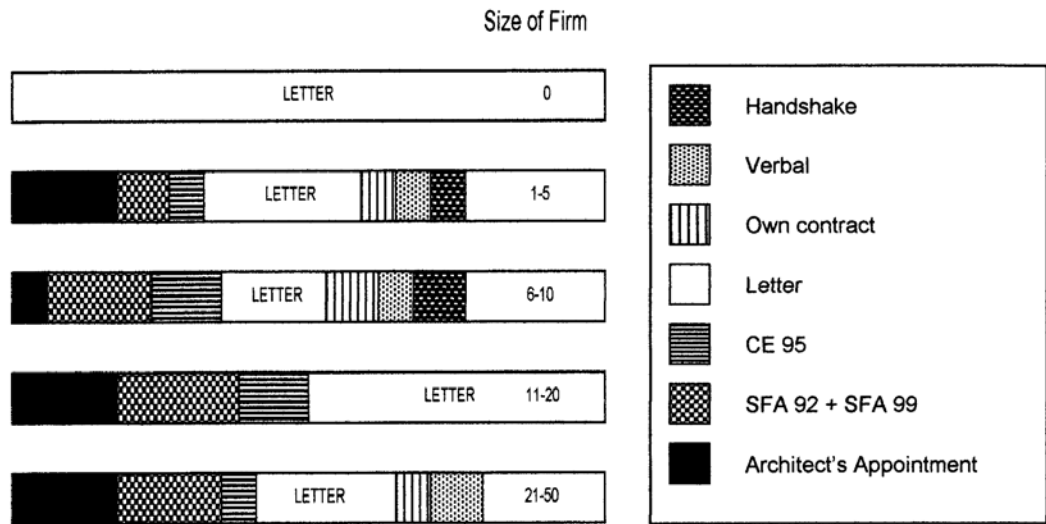 Size of Firm
LETTER 0
LETTER 1-5
LETTER 6-10
LETTER 11-20
LETTER 21-50
Handshake
Verbal
Own contract
Letter
CE 95
SFA 92 + SFA 99
Architect's Appointment